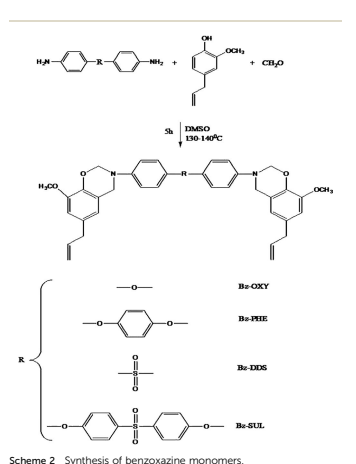 OH
OCH₃
H₂N R NH₂ + + CH₂O
5h DMSO
130-140⁰C
O N R N O
H₃CO OCH₃
R
O Bz-OXY
O O Bz-PHE
O
S Bz-DDS
O
O
O S O Bz-SUL
O
Scheme 2 Synthesis of benzoxazine monomers.